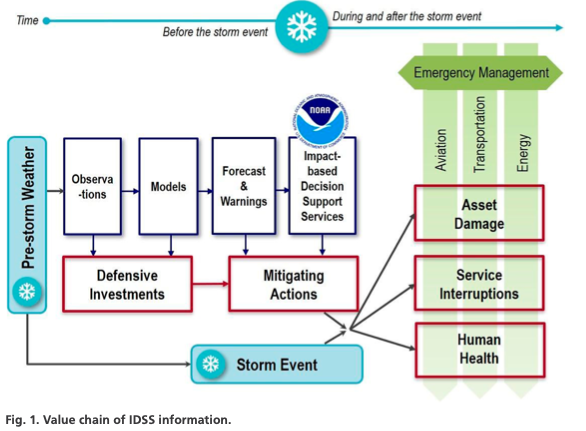 Time
Before the storm event
During and after the storm event
Emergency Management
Aviation
Transportation
Energy
NOAA
Pre-storm Weather
Observa
-tions
Models
Forecast
&
Warnings
Impact-
based
Decision
Support
Services
Defensive
Investments
Mitigating
Actions
Storm Event
Asset
Damage
Service
Interruptions
Human
Health
Fig. 1. Value chain of IDSS information.